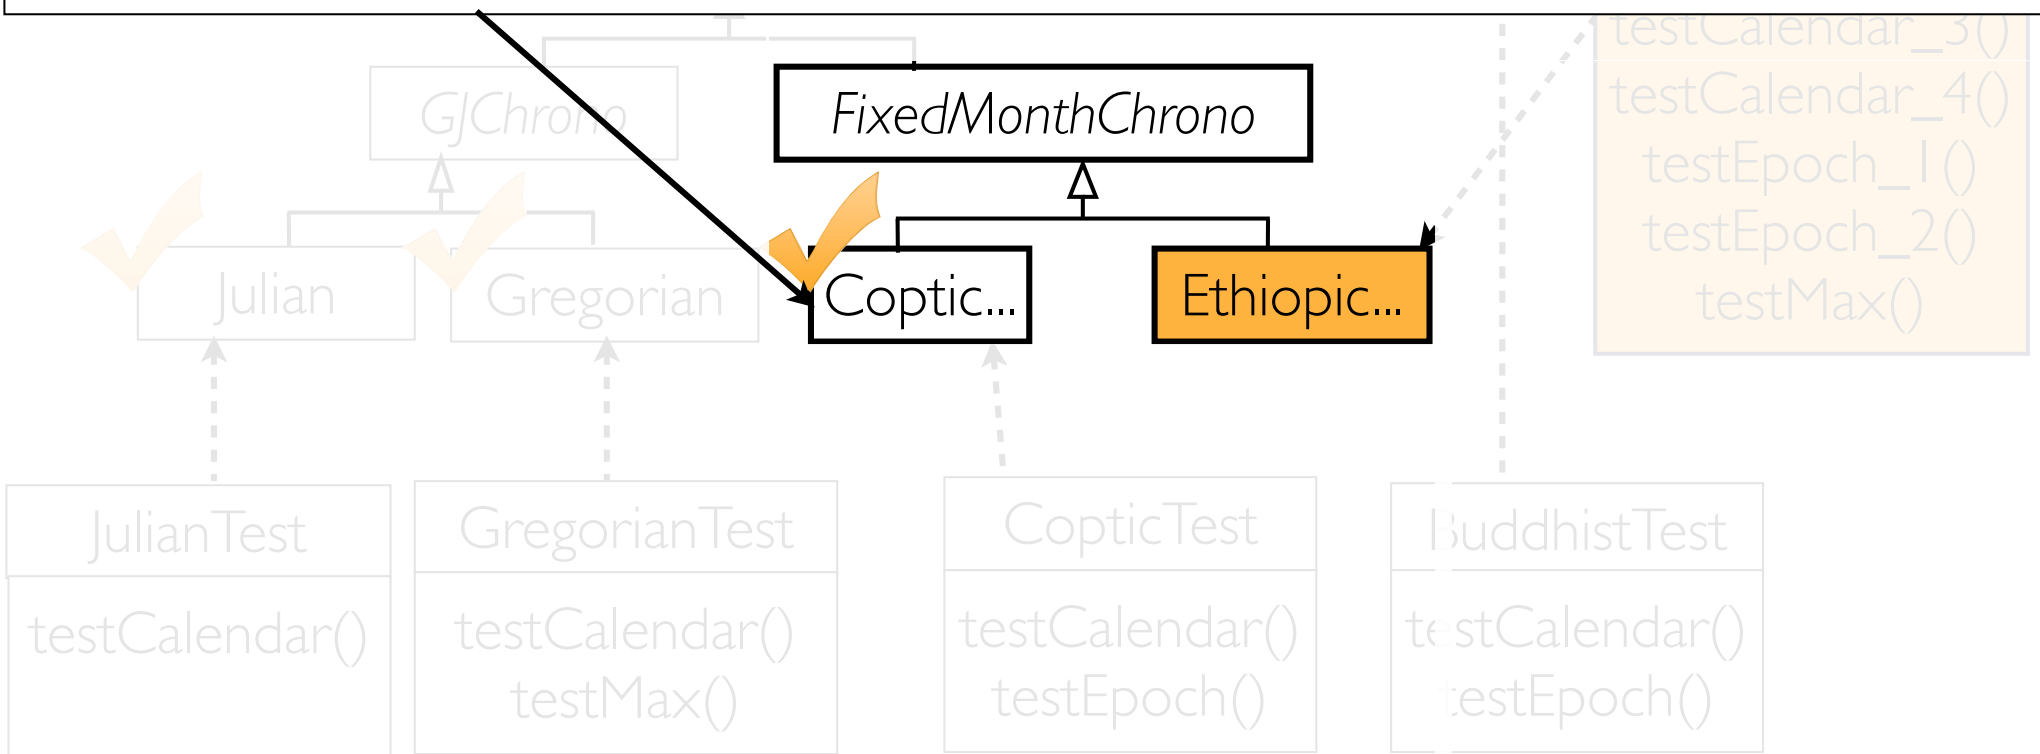 testCalendar_3()
GJChrono
FixedMonthChrono
testCalendar_4()
testEpoch_1()
testEpoch_2()
Julian
Gregorian
Coptic...
Ethiopic...
testMax()
JulianTest
testCalendar()
GregorianTest
testCalendar()
testMax()
CopticTest
testCalendar()
testEpoch()
BuddhistTest
testCalendar()
testEpoch()